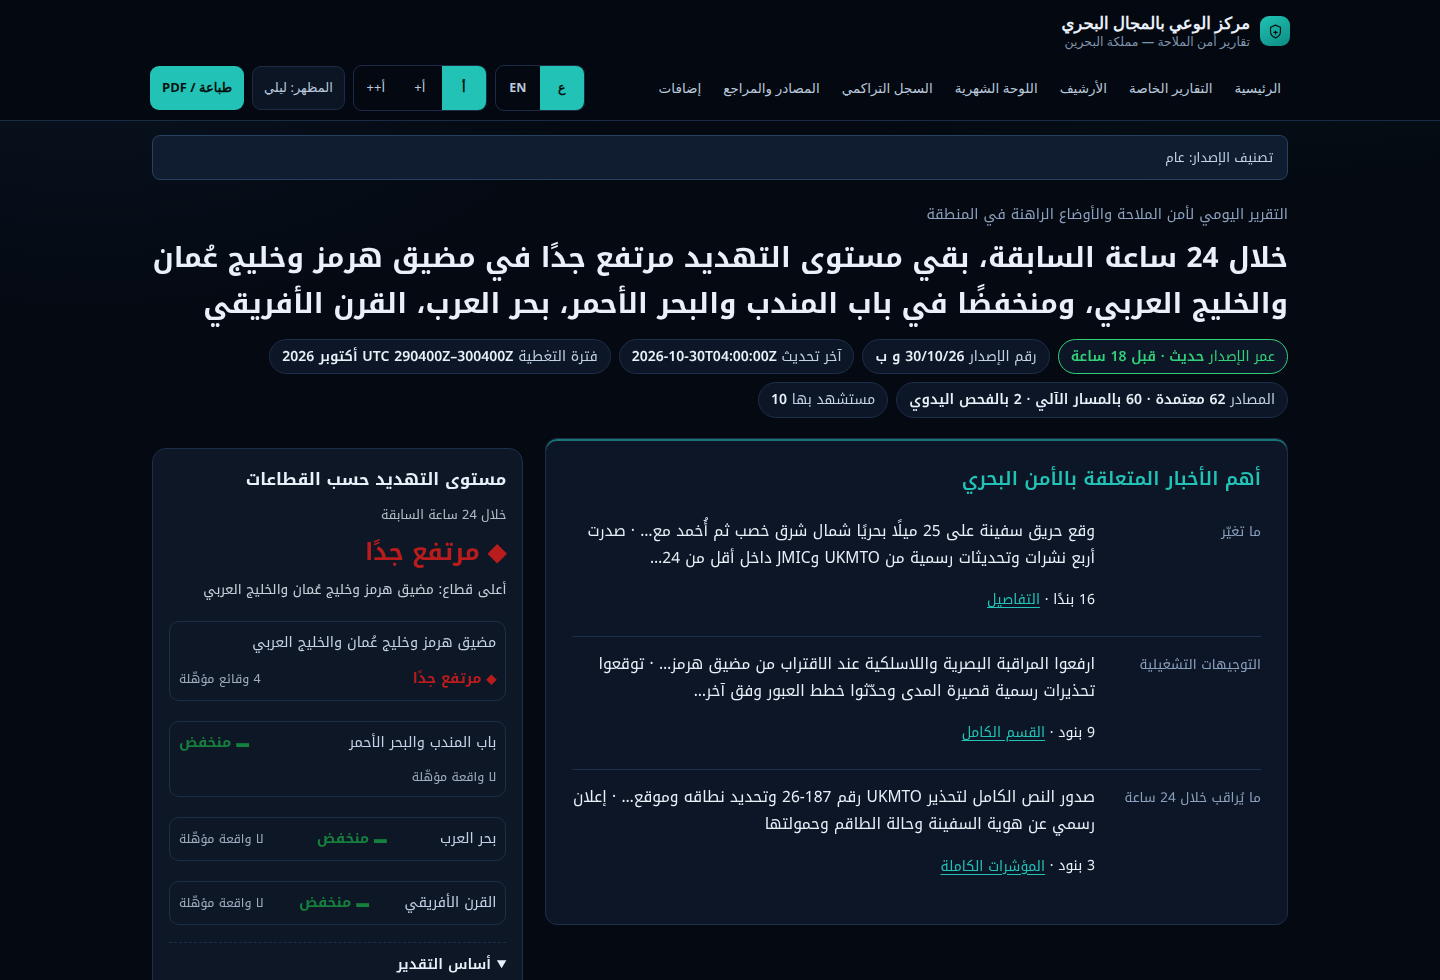 مركز الوعي بالمجال البحري
تقارير أمن الملاحة — مملكة البحرين
الرئيسية
التقارير الخاصة
الأرشيف
اللوحة الشهرية
السجل التراكمي
المصادر والمراجع
إضافات
ع
EN
أ
أ+
أ++
المظهر: ليلي
طباعة / PDF
تصنيف الإصدار: عام
التقرير اليومي لأمن الملاحة والأوضاع الراهنة في المنطقة
خلال 24 ساعة السابقة، بقي مستوى التهديد مرتفع جدًا في مضيق هرمز وخليج عُمان
والخليج العربي، ومنخفضًا في باب المندب والبحر الأحمر، بحر العرب، القرن الأفريقي
عمر الإصدار حديث · قبل 18 ساعة
رقم الإصدار 30/10/26 و ب
آخر تحديث 2026-10-30T04:00:00Z
فترة التغطية UTC 290400Z–300400Z أكتوبر 2026
المصادر 62 معتمدة · 60 بالمسار الآلي · 2 بالفحص اليدوي
مستشهد بها 10
أهم الأخبار المتعلقة بالأمن البحري
ما تغيّر
وقع حريق سفينة على 25 ميلًا بحريًا شمال شرق خصب ثم أُخمد مع… · صدرت
أربع نشرات وتحديثات رسمية من UKMTO وJMIC داخل أقل من 24…
16 بندًا · التفاصيل
التوجيهات التشغيلية
ارفعوا المراقبة البصرية واللاسلكية عند الاقتراب من مضيق هرمز… · توقعوا
تحذيرات رسمية قصيرة المدى وحدّثوا خطط العبور وفق آخر…
9 بنود · القسم الكامل
ما يُراقب خلال 24 ساعة
صدور النص الكامل لتحذير UKMTO رقم 187-26 وتحديد نطاقه وموقع… · إعلان
رسمي عن هوية السفينة وحالة الطاقم وحمولتها
3 بنود · المؤشرات الكاملة
مستوى التهديد حسب القطاعات
خلال 24 ساعة السابقة
◆ مرتفع جدًا
أعلى قطاع: مضيق هرمز وخليج عُمان والخليج العربي
مضيق هرمز وخليج عُمان والخليج العربي
◆ مرتفع جدًا
4 وقائع مؤهّلة
باب المندب والبحر الأحمر
▬ منخفض
لا واقعة مؤهّلة
بحر العرب
▬ منخفض
لا واقعة مؤهّلة
القرن الأفريقي
▬ منخفض
لا واقعة مؤهّلة
▼ أساس التقدير